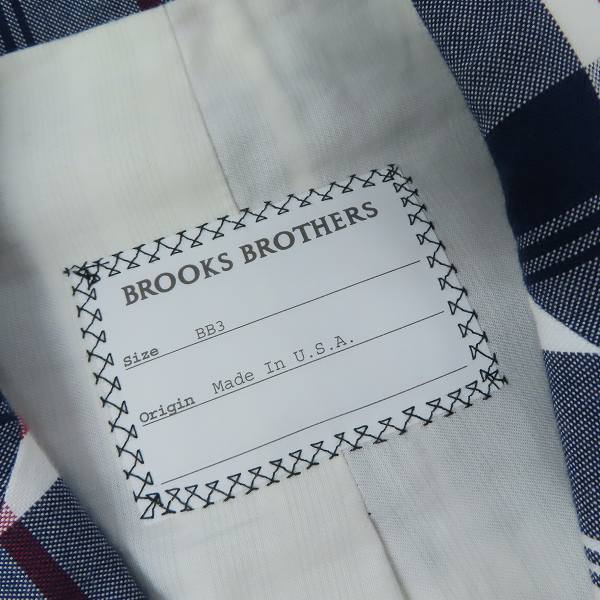 BROOKS BROTHERS
Size BB3
Origin Made In U.S.A.